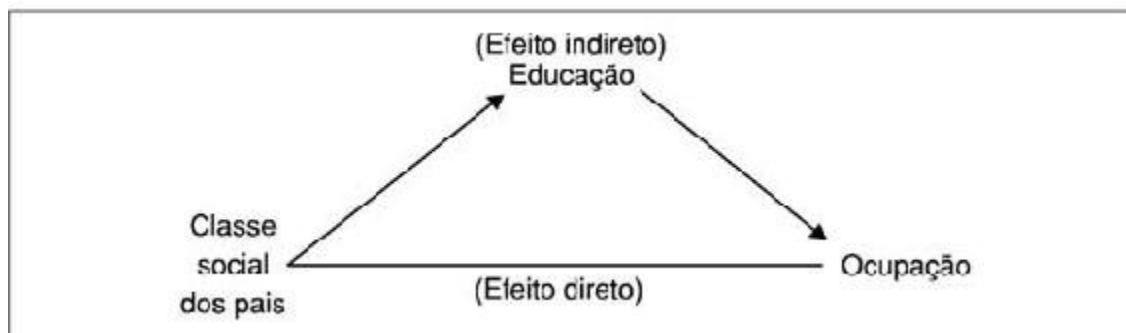 (Efeito indireto)
Educação
Classe
social
dos pais
(Efeito direto)
Ocupação